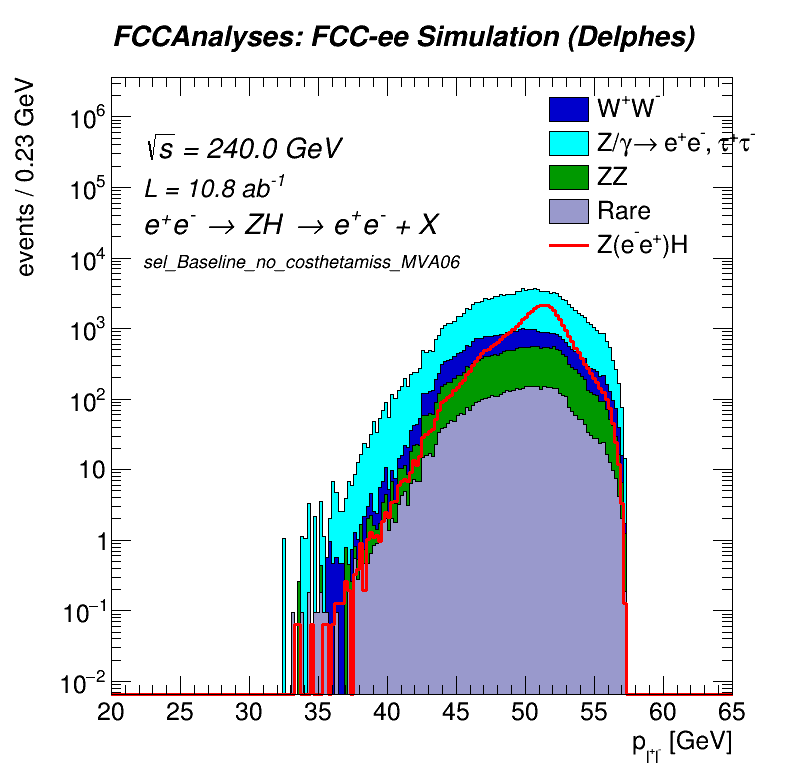 FCCAnalyses: FCC-ee Simulation (Delphes)
events / 0.23 GeV
√s = 240.0 GeV
L = 10.8 ab⁻¹
e⁺e⁻ → ZH → e⁺e⁻ + X
sel_Baseline_no_costhetamiss_MVA06
W⁺W⁻
Z/γ→ e⁺e⁻, τ⁺τ⁻
ZZ
Rare
Z(e⁻e⁺)H
10⁶
10⁵
10⁴
10³
10²
10
1
10⁻¹
10⁻²
20 25 30 35 40 45 50 55 60 65
p_l⁺l⁻ [GeV]